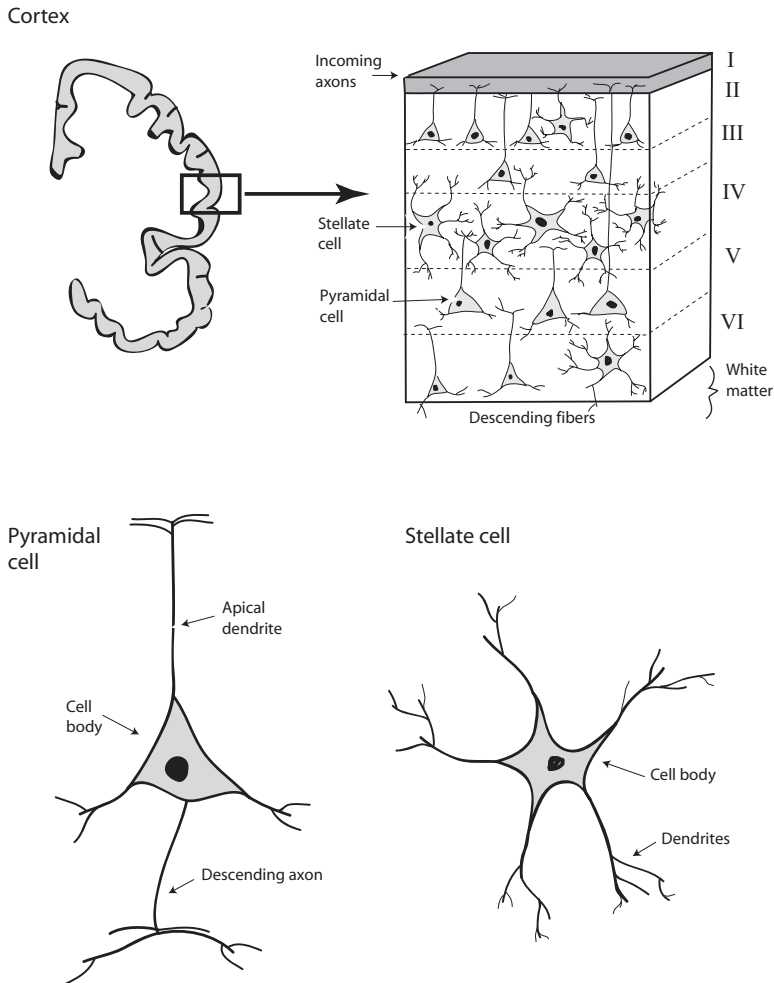 Cortex
Incoming
axons
I
II
III
IV
V
VI
Stellate
cell
Pyramidal
cell
White
matter
Descending fibers
Pyramidal
cell
Apical
dendrite
Cell
body
Descending axon
Stellate cell
Cell body
Dendrites